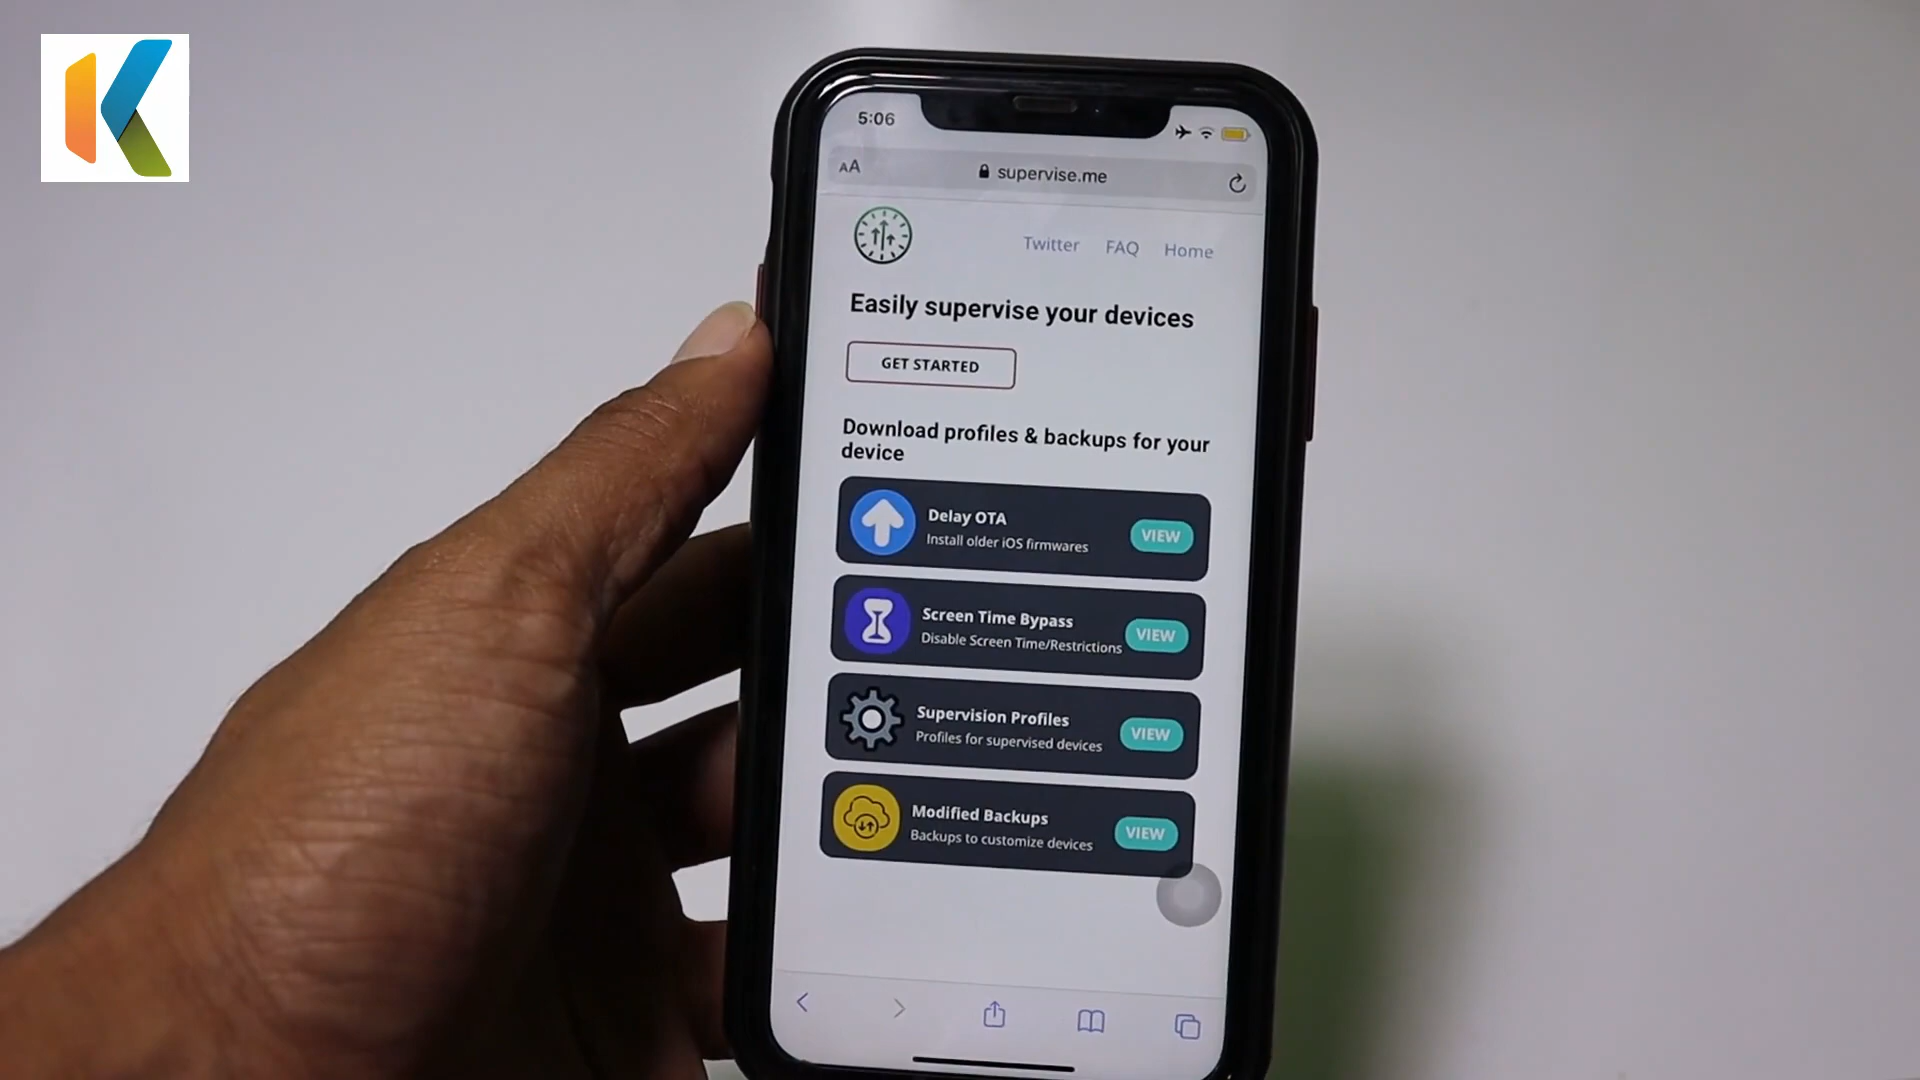 5:06
AA
supervise.me
Twitter FAQ Home
Easily supervise your devices
GET STARTED
Download profiles & backups for your
device
Delay OTA
Install older iOS firmwares
VIEW
Screen Time Bypass
Disable Screen Time/Restrictions
VIEW
Supervision Profiles
Profiles for supervised devices
VIEW
Modified Backups
Backups to customize devices
VIEW